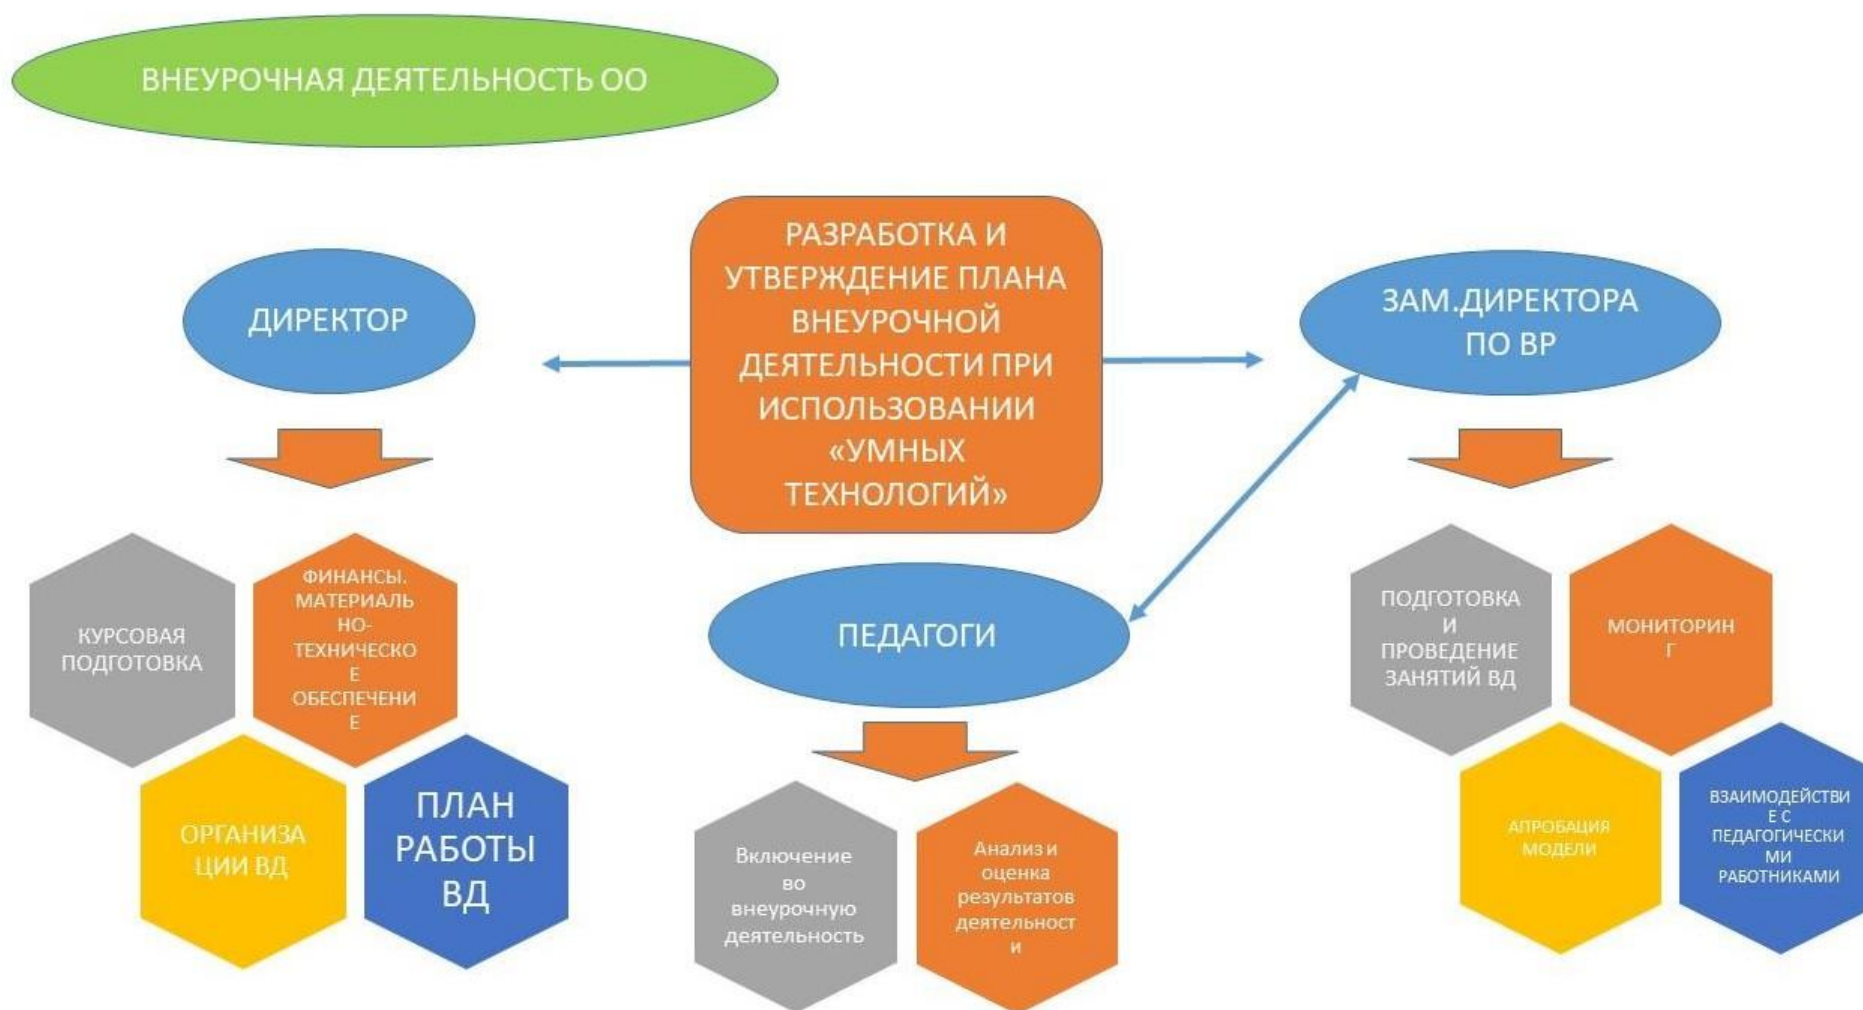 ВНЕУРОЧНАЯ ДЕЯТЕЛЬНОСТЬ ОО
РАЗРАБОТКА И
УТВЕРЖДЕНИЕ ПЛАНА
ВНЕУРОЧНОЙ
ДЕЯТЕЛЬНОСТИ ПРИ
ИСПОЛЬЗОВАНИИ
«УМНЫХ
ТЕХНОЛОГИЙ»
ДИРЕКТОР
ЗАМ.ДИРЕКТОРА
ПО ВР
ПЕДАГОГИ
КУРСОВАЯ
ПОДГОТОВКА
ФИНАНСЫ.
МАТЕРИАЛЬ
НО-
ТЕХНИЧЕСКО
Е
ОБЕСПЕЧЕНИ
Е
ОРГАНИЗА
ЦИИ ВД
ПЛАН
РАБОТЫ
ВД
Включение
во
внеурочную
деятельность
Анализ и
оценка
результатов
деятельност
и
ПОДГОТОВКА
И
ПРОВЕДЕНИЕ
ЗАНЯТИЙ ВД
МОНИТОРИН
Г
АПРОБАЦИЯ
МОДЕЛИ
ВЗАИМОДЕЙСТВИ
Е С
ПЕДАГОГИЧЕСКИ
МИ
РАБОТНИКАМИ